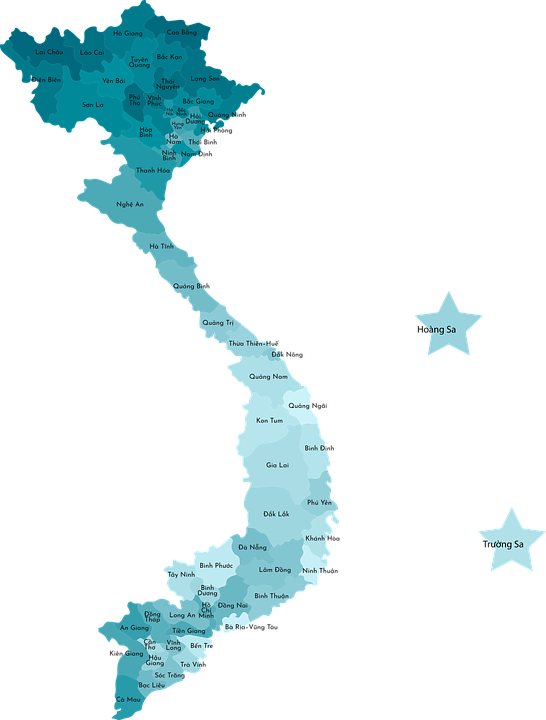 Hà Giang
Cao Bằng
Lai Châu
Lào Cai
Tuyên
Quang
Bắc Kạn
Điện Biên
Yên Bái
Thái
Nguyên
Lạng Sơn
Sơn La
Phú
Thọ
Vĩnh
Phúc
Bắc Giang
Quảng Ninh
Hải
Dương
Hưng
Yên
Hải Phòng
Hòa
Bình
Hà
Nam
Thái Bình
Ninh
Bình
Nam Định
Thanh Hóa
Nghệ An
Hà Tĩnh
Quảng Bình
Hoàng Sa
Quảng Trị
Thừa Thiên-Huế
Đắk Nông
Quảng Nam
Quảng Ngãi
Kon Tum
Bình Định
Gia Lai
Phú Yên
Đắk Lắk
Khánh Hòa
Trường Sa
Đà Nẵng
Bình Phước
Lâm Đồng
Ninh Thuận
Tây Ninh
Bình
Dương
Bình Thuận
Hồ
Chí
Minh
Đồng Nai
Đồng
Tháp
Long An
Bà Rịa-Vũng Tàu
An Giang
Tiền Giang
Cần
Thơ
Vĩnh
Long
Bến Tre
Kiên Giang
Hậu
Giang
Trà Vinh
Sóc Trăng
Bạc Liêu
Cà Mau